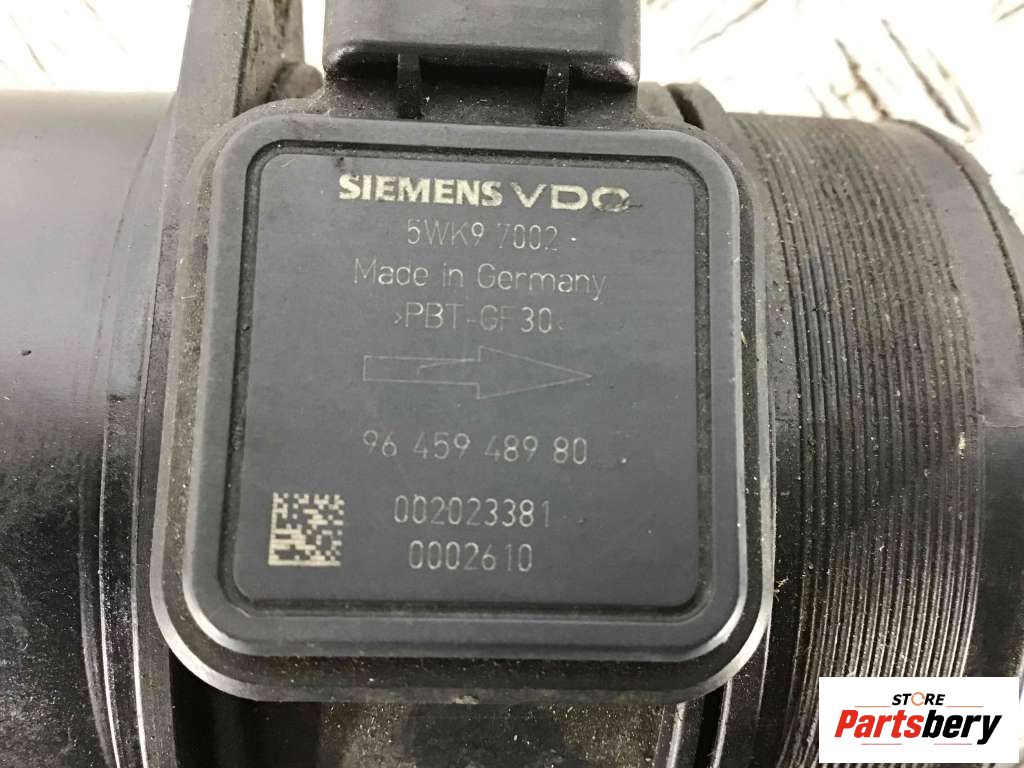 SIEMENS VDO
5WK9 7002
Made in Germany
>PBT-GF30<
96 459 489 80
002023381
0002610
STORE
Partsbery